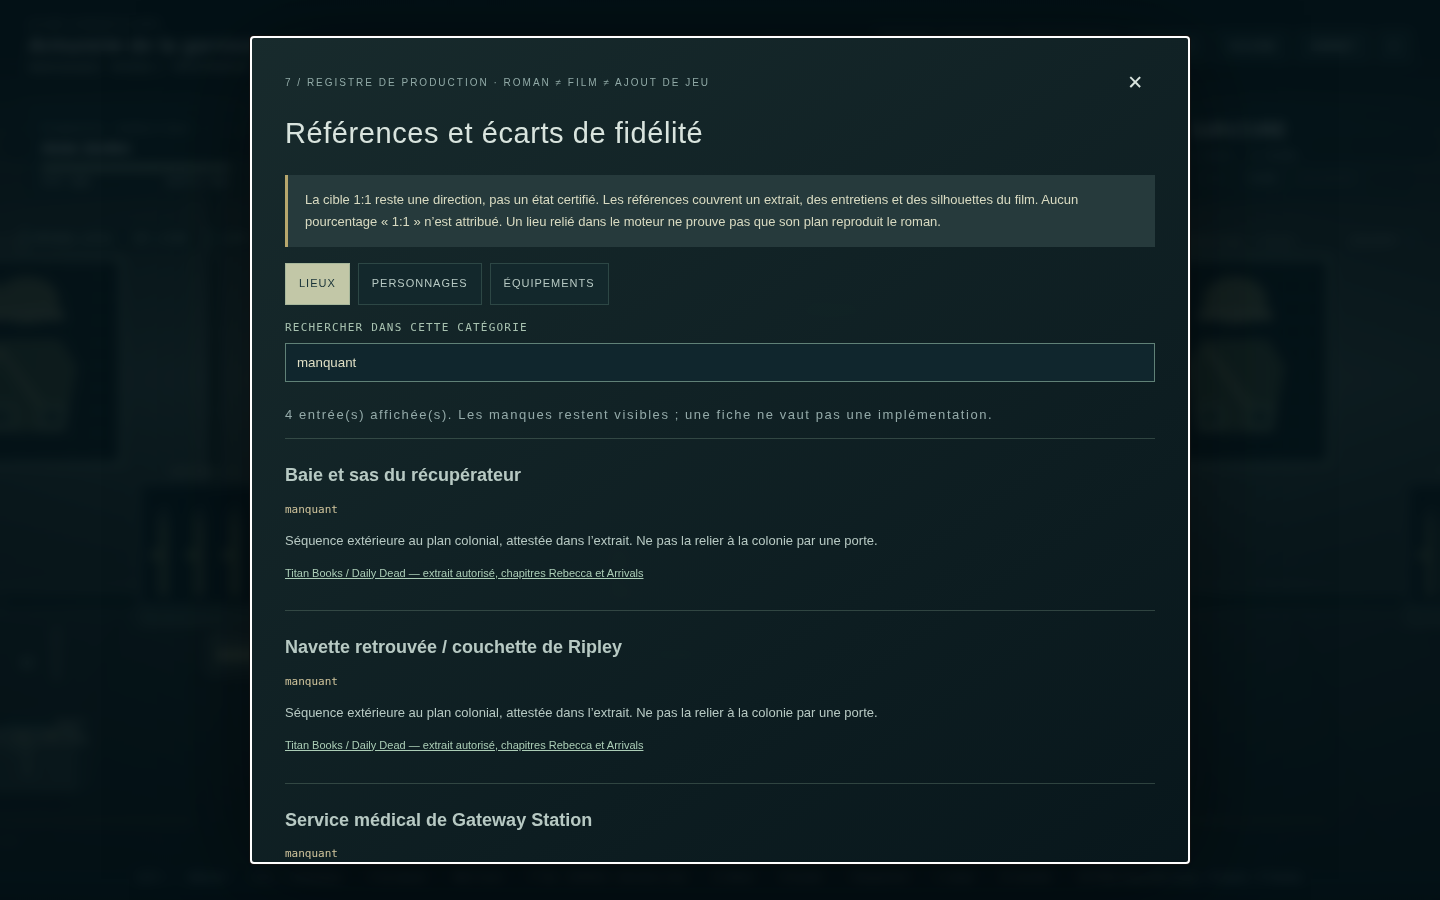 7 / REGISTRE DE PRODUCTION · ROMAN ≠ FILM ≠ AJOUT DE JEU
✕
Références et écarts de fidélité
La cible 1:1 reste une direction, pas un état certifié. Les références couvrent un extrait, des entretiens et des silhouettes du film. Aucun
pourcentage « 1:1 » n’est attribué. Un lieu relié dans le moteur ne prouve pas que son plan reproduit le roman.
LIEUX
PERSONNAGES
ÉQUIPEMENTS
RECHERCHER DANS CETTE CATÉGORIE
manquant
4 entrée(s) affichée(s). Les manques restent visibles ; une fiche ne vaut pas une implémentation.
Baie et sas du récupérateur
manquant
Séquence extérieure au plan colonial, attestée dans l’extrait. Ne pas la relier à la colonie par une porte.
Titan Books / Daily Dead — extrait autorisé, chapitres Rebecca et Arrivals
Navette retrouvée / couchette de Ripley
manquant
Séquence extérieure au plan colonial, attestée dans l’extrait. Ne pas la relier à la colonie par une porte.
Titan Books / Daily Dead — extrait autorisé, chapitres Rebecca et Arrivals
Service médical de Gateway Station
manquant